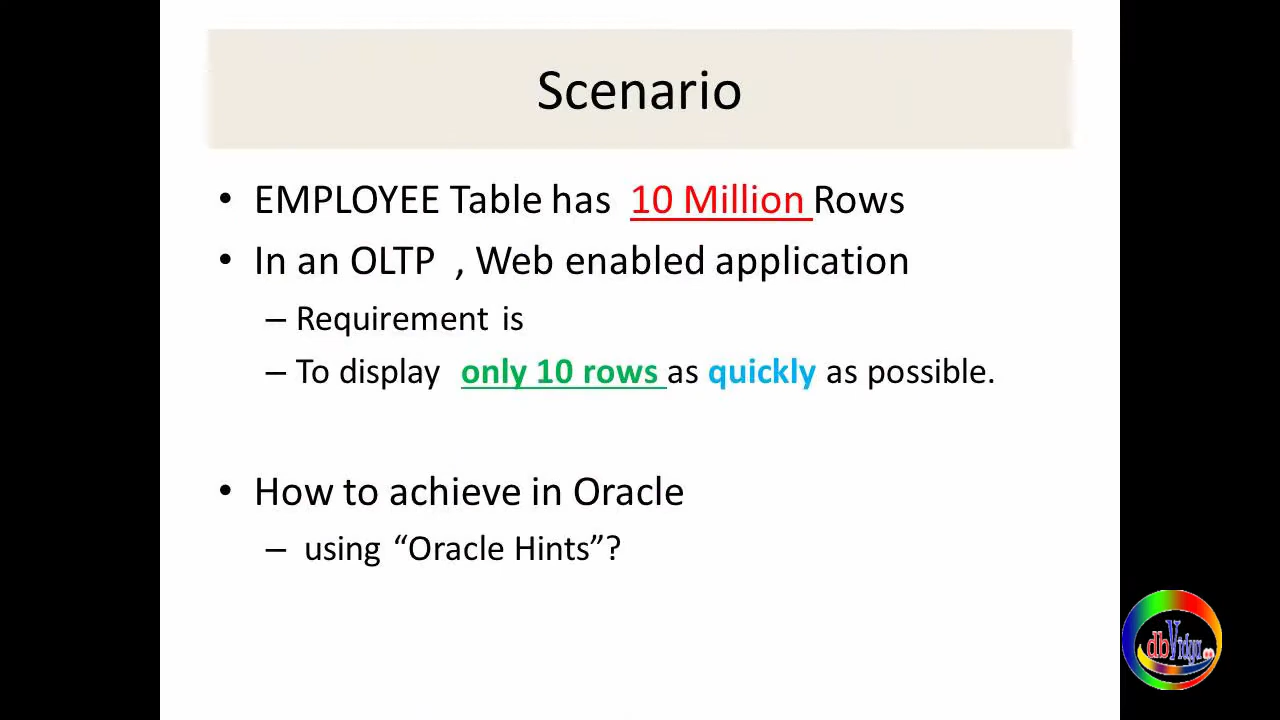 Scenario
• EMPLOYEE Table has 10 Million Rows
• In an OLTP , Web enabled application
– Requirement is
– To display only 10 rows as quickly as possible.
• How to achieve in Oracle
– using “Oracle Hints”?
dbVidya